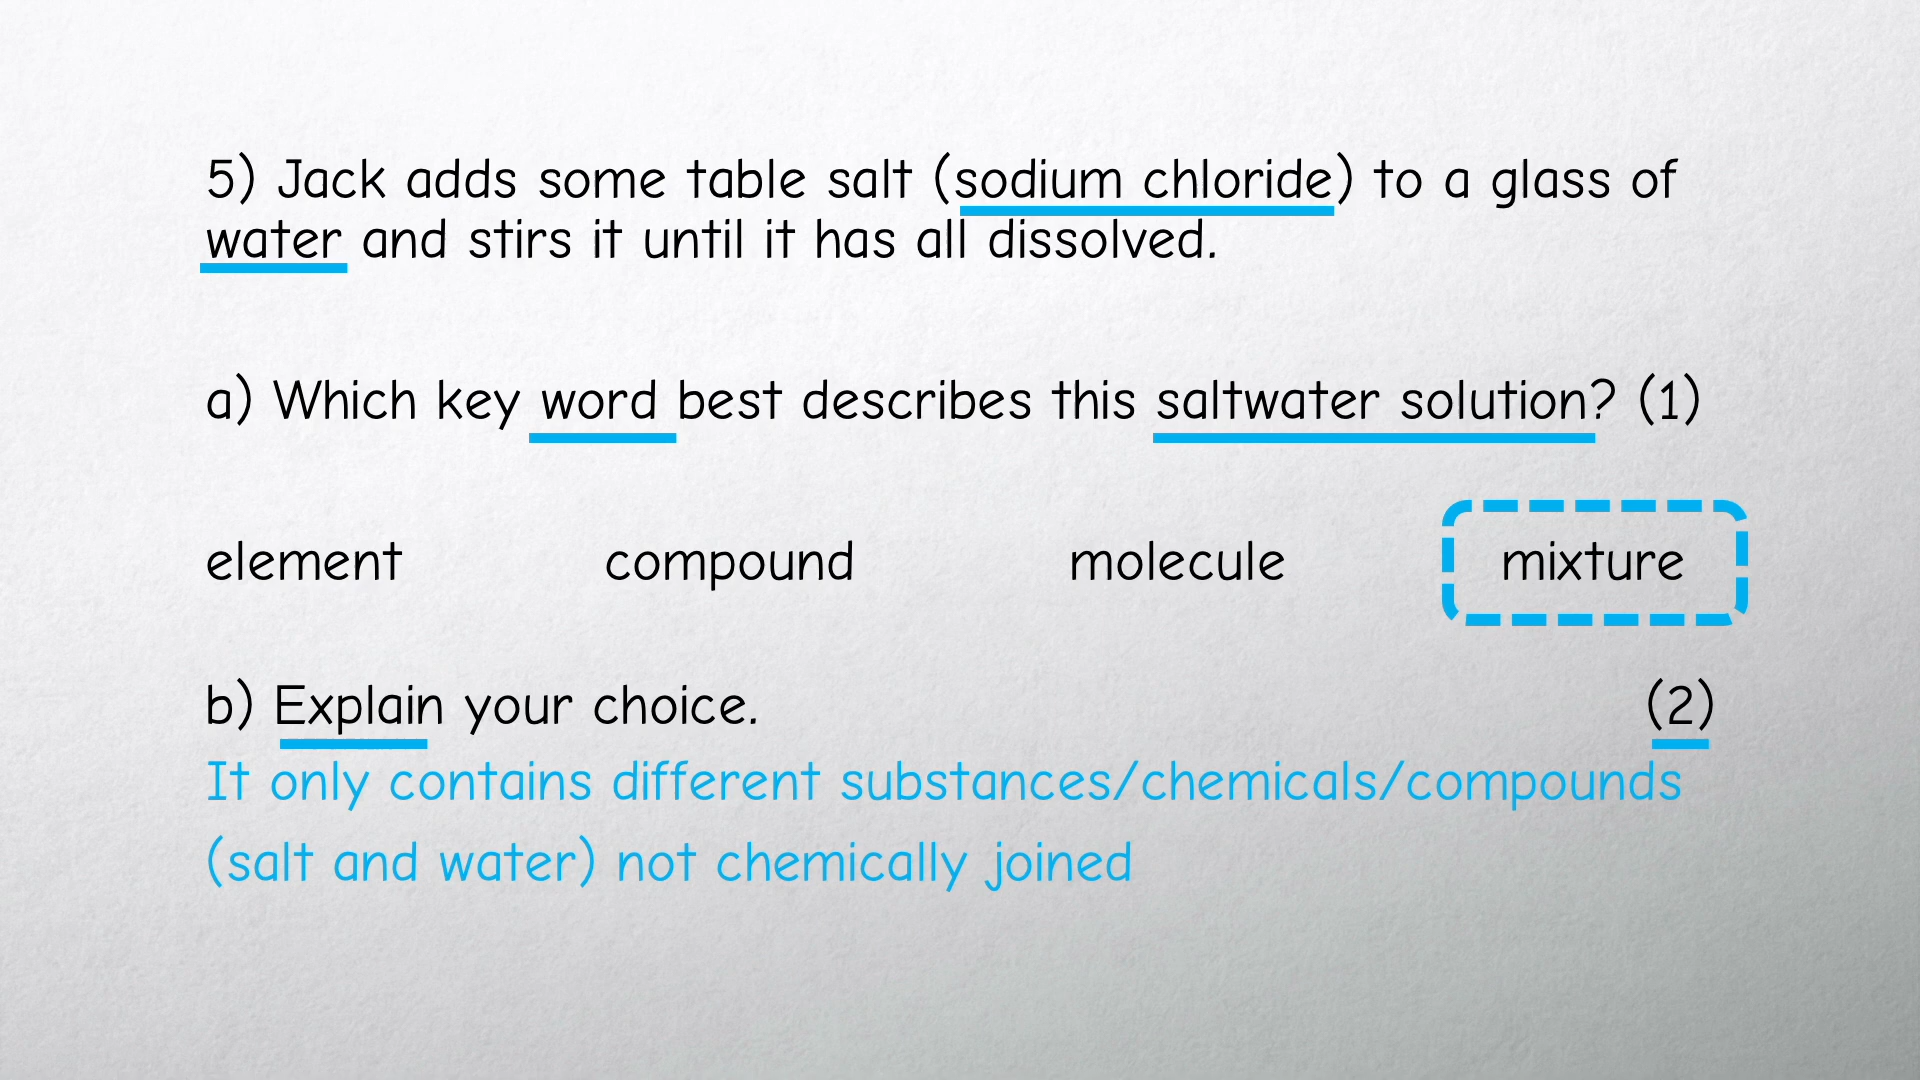 5) Jack adds some table salt (sodium chloride) to a glass of
water and stirs it until it has all dissolved.
a) Which key word best describes this saltwater solution? (1)
element compound molecule mixture
b) Explain your choice. (2)
It only contains different substances/chemicals/compounds
(salt and water) not chemically joined